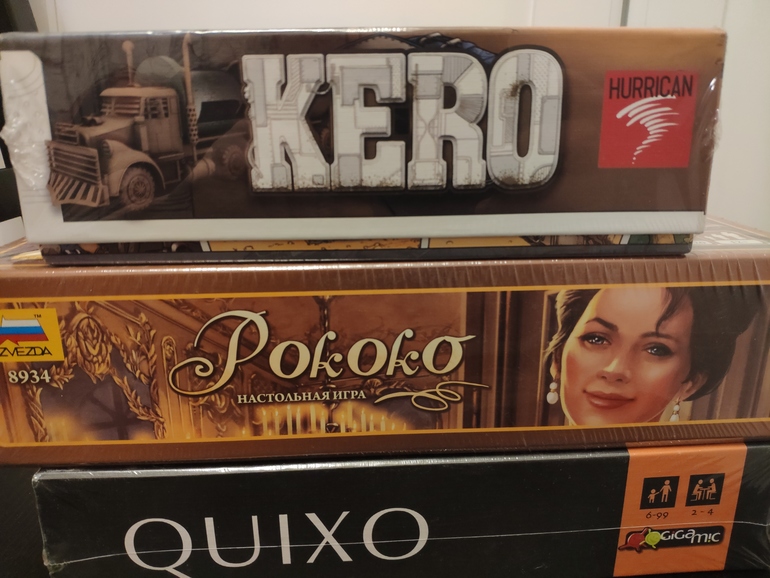 KERO
HURRICAN
ZVEZDA
8934
Рококо
НАСТОЛЬНАЯ ИГРА
QUIXO
6-99
2-4
GIGAMIC